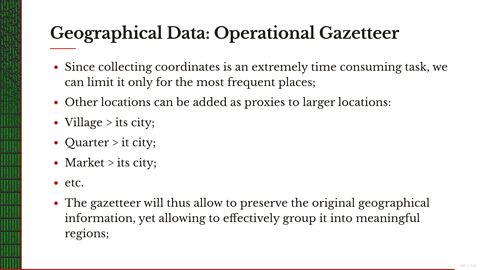 Geographical Data: Operational Gazetteer
• Since collecting coordinates is an extremely time consuming task, we
can limit it only for the most frequent places;
• Other locations can be added as proxies to larger locations:
• Village > its city;
• Quarter > it city;
• Market > its city;
• etc.
• The gazetteer will thus allow to preserve the original geographical
information, yet allowing to effectively group it into meaningful
regions;